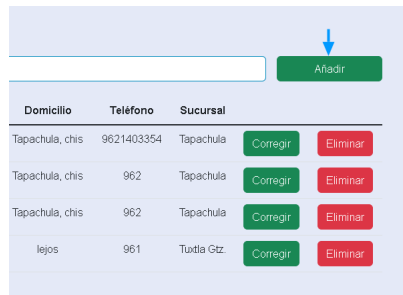 Añadir
Domicilio Teléfono Sucursal
Tapachula, chis 9621403354 Tapachula Corregir Eliminar
Tapachula, chis 962 Tapachula Corregir Eliminar
Tapachula, chis 962 Tapachula Corregir Eliminar
lejos 961 Tuxtla Gtz. Corregir Eliminar